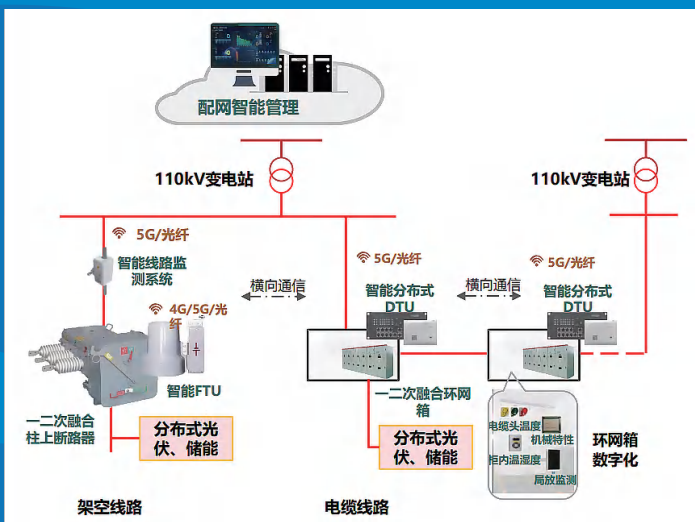 配网智能管理
110kV变电站
110kV变电站
5G/光纤
智能线路监
测系统
4G/5G/光
纤
智能FTU
一二次融合
柱上断路器
分布式光
伏、储能
架空线路
横向通信
5G/光纤
智能分布式
DTU
一二次融合环网
箱
分布式光
伏、储能
电缆线路
横向通信
5G/光纤
智能分布式
DTU
电缆头温度
机械特性
柜内温湿度
局放监测
环网箱
数字化